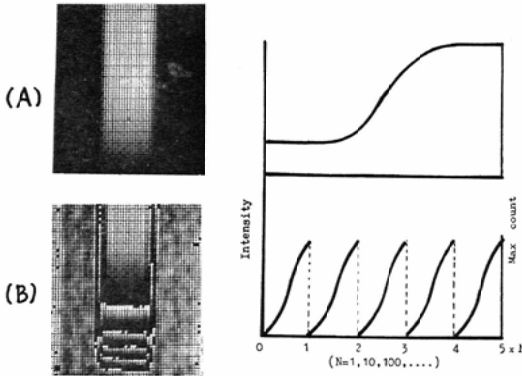 (A)
(B)
Intensity
Max count
0 1 2 3 4 5 x
(N=1,10,100,....)